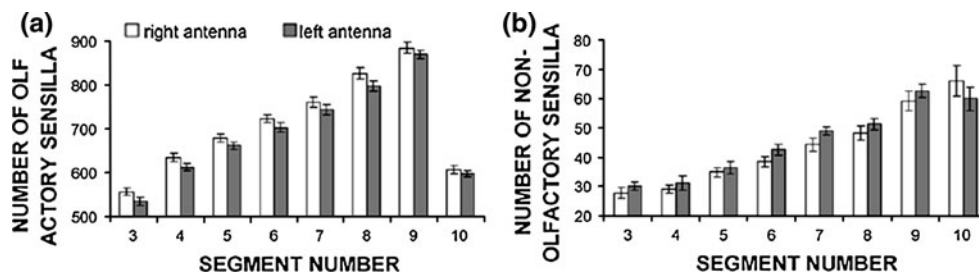 (a)
right antenna
left antenna
NUMBER OF OLF
ACTORY SENSILLA
900
800
700
600
500
3 4 5 6 7 8 9 10
SEGMENT NUMBER
(b)
NUMBER OF NON-
OLFACTORY SENSILLA
80
70
60
50
40
30
20
3 4 5 6 7 8 9 10
SEGMENT NUMBER